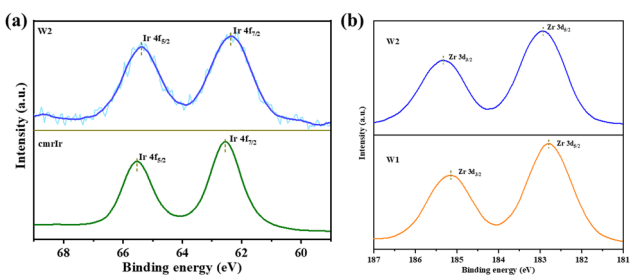 (a)
W2
Ir 4f5/2
Ir 4f7/2
cmrIr
Ir 4f5/2
Ir 4f7/2
Intensity (a.u.)
68 66 64 62 60
Binding energy (eV)
(b)
W2
Zr 3d3/2
Zr 3d5/2
W1
Zr 3d3/2
Zr 3d5/2
Intensity (a.u.)
187 186 185 184 183 182 181
Binding energy (eV)